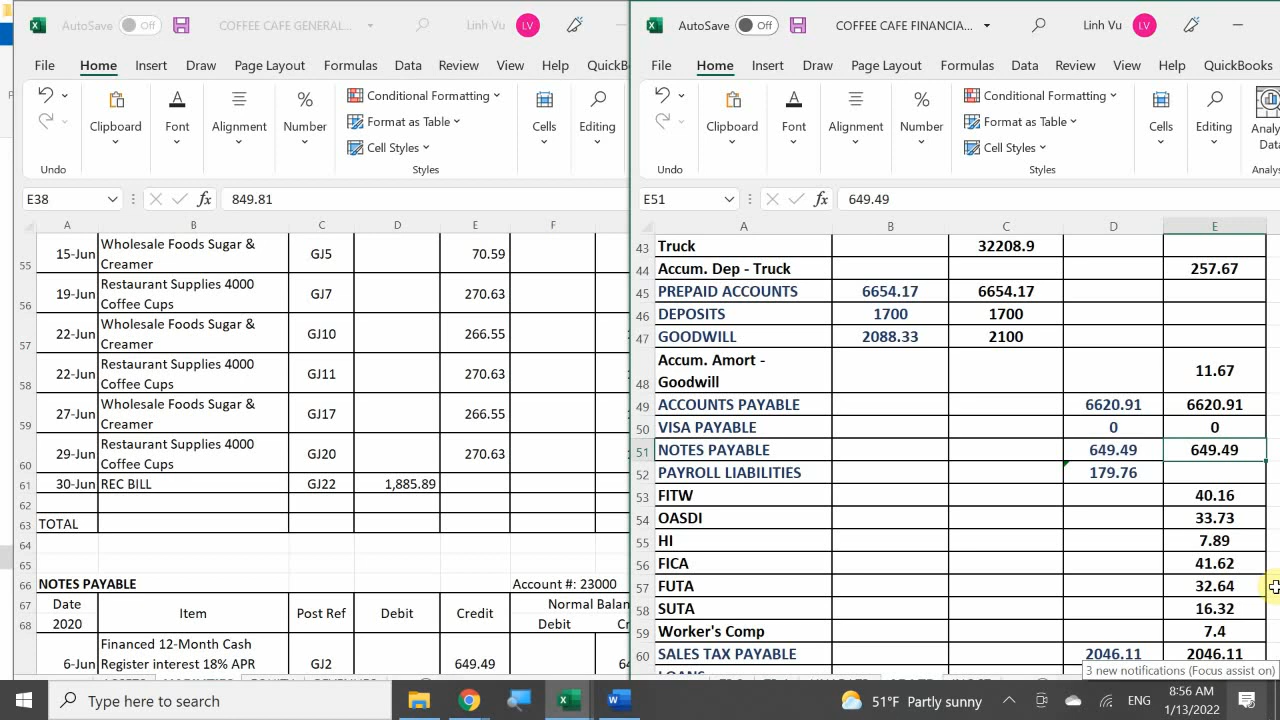 AutoSave Off COFFEE CAFE GENERAL... Linh Vu LV
File Home Insert Draw Page Layout Formulas Data Review View Help QuickB
Clipboard Font Alignment Number Conditional Formatting Format as Table Cell Styles Cells Editing
Undo Styles
E38 fx 849.81
A B C D E F
55 15-Jun Wholesale Foods Sugar & Creamer GJ5 70.59
56 19-Jun Restaurant Supplies 4000 Coffee Cups GJ7 270.63
57 22-Jun Wholesale Foods Sugar & Creamer GJ10 266.55
58 22-Jun Restaurant Supplies 4000 Coffee Cups GJ11 270.63
59 27-Jun Wholesale Foods Sugar & Creamer GJ17 266.55
60 29-Jun Restaurant Supplies 4000 Coffee Cups GJ20 270.63
61 30-Jun REC BILL GJ22 1,885.89
62
63 TOTAL
64
65
66 NOTES PAYABLE Account #: 23000
67 Date Item Post Ref Debit Credit Normal Balan
68 2020 Debit Cr
6-Jun Financed 12-Month Cash Register interest 18% APR GJ2 649.49 64
AutoSave Off COFFEE CAFE FINANCIA... Linh Vu LV
File Home Insert Draw Page Layout Formulas Data Review View Help QuickBooks
Clipboard Font Alignment Number Conditional Formatting Format as Table Cell Styles Cells Editing Analy Data
Undo Styles Analys
E51 fx 649.49
A B C D E
43 Truck 32208.9
44 Accum. Dep - Truck 257.67
45 PREPAID ACCOUNTS 6654.17 6654.17
46 DEPOSITS 1700 1700
47 GOODWILL 2088.33 2100
48 Accum. Amort - Goodwill 11.67
49 ACCOUNTS PAYABLE 6620.91 6620.91
50 VISA PAYABLE 0 0
51 NOTES PAYABLE 649.49 649.49
52 PAYROLL LIABILITIES 179.76
53 FITW 40.16
54 OASDI 33.73
55 HI 7.89
56 FICA 41.62
57 FUTA 32.64
58 SUTA 16.32
59 Worker's Comp 7.4
60 SALES TAX PAYABLE 2046.11 2046.11
LOANS
3 new notifications (Focus assist on)
Type here to search 51°F Partly sunny ENG 8:56 AM
1/13/2022